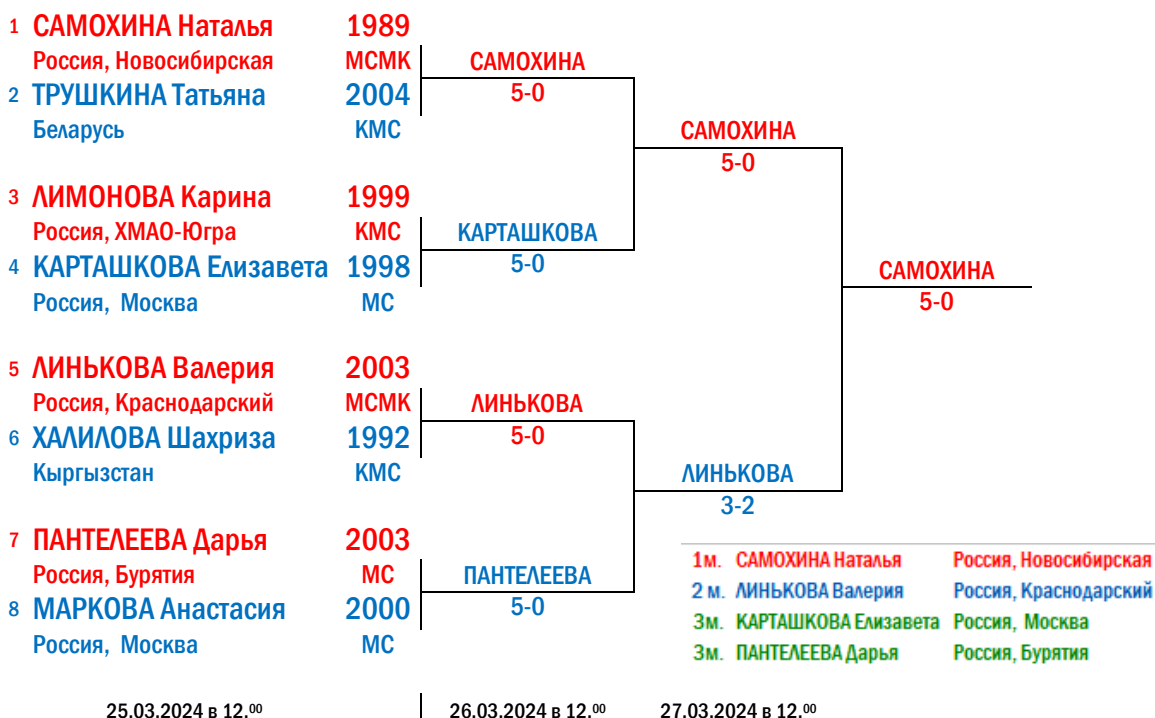 1 САМОХИНА Наталья 1989
Россия, Новосибирская МСМК
2 ТРУШКИНА Татьяна 2004
Беларусь КМС
3 ЛИМОНОВА Карина 1999
Россия, ХМАО-Югра КМС
4 КАРТАШКОВА Елизавета 1998
Россия, Москва МС
5 ЛИНЬКОВА Валерия 2003
Россия, Краснодарский МСМК
6 ХАЛИЛОВА Шахриза 1992
Кыргызстан КМС
7 ПАНТЕЛЕЕВА Дарья 2003
Россия, Бурятия МС
8 МАРКОВА Анастасия 2000
Россия, Москва МС
САМОХИНА
5-0
КАРТАШКОВА
5-0
ЛИНЬКОВА
5-0
ПАНТЕЛЕЕВА
5-0
САМОХИНА
5-0
ЛИНЬКОВА
3-2
САМОХИНА
5-0
1м. САМОХИНА Наталья Россия, Новосибирская
2 м. ЛИНЬКОВА Валерия Россия, Краснодарский
3м. КАРТАШКОВА Елизавета Россия, Москва
3м. ПАНТЕЛЕЕВА Дарья Россия, Бурятия
25.03.2024 в 12.00 26.03.2024 в 12.00 27.03.2024 в 12.00